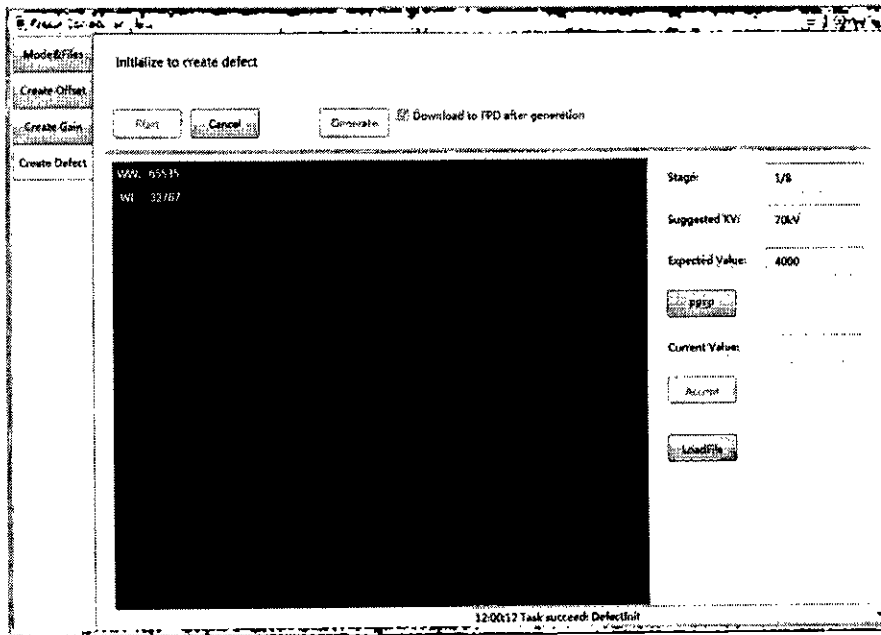 Mode&Files
Create Offset
Create Gain
Create Defect
Initialize to create defect
Start
Cancel
Generate
Download to FPD after generation
WW: 65535
WL: 32767
Stage:
1/8
Suggested KV:
70kV
Expected Value:
4000
prep
Current Value:
Accept
LoadFile
12:00:12 Task succeed: DefectInit